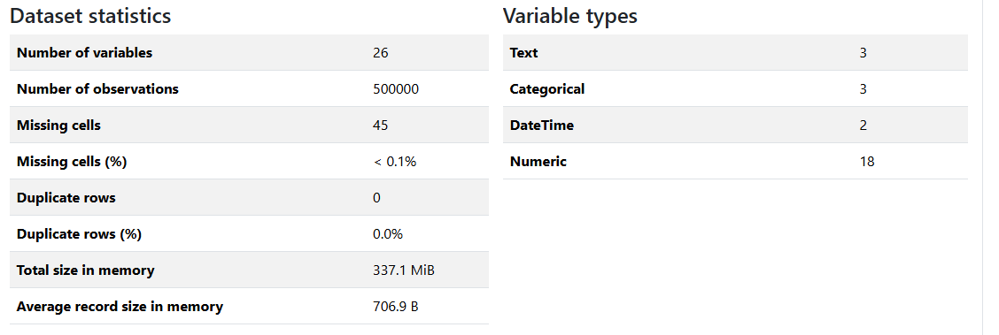 Dataset statistics
Number of variables 26
Number of observations 500000
Missing cells 45
Missing cells (%) < 0.1%
Duplicate rows 0
Duplicate rows (%) 0.0%
Total size in memory 337.1 MiB
Average record size in memory 706.9 B
Variable types
Text 3
Categorical 3
DateTime 2
Numeric 18